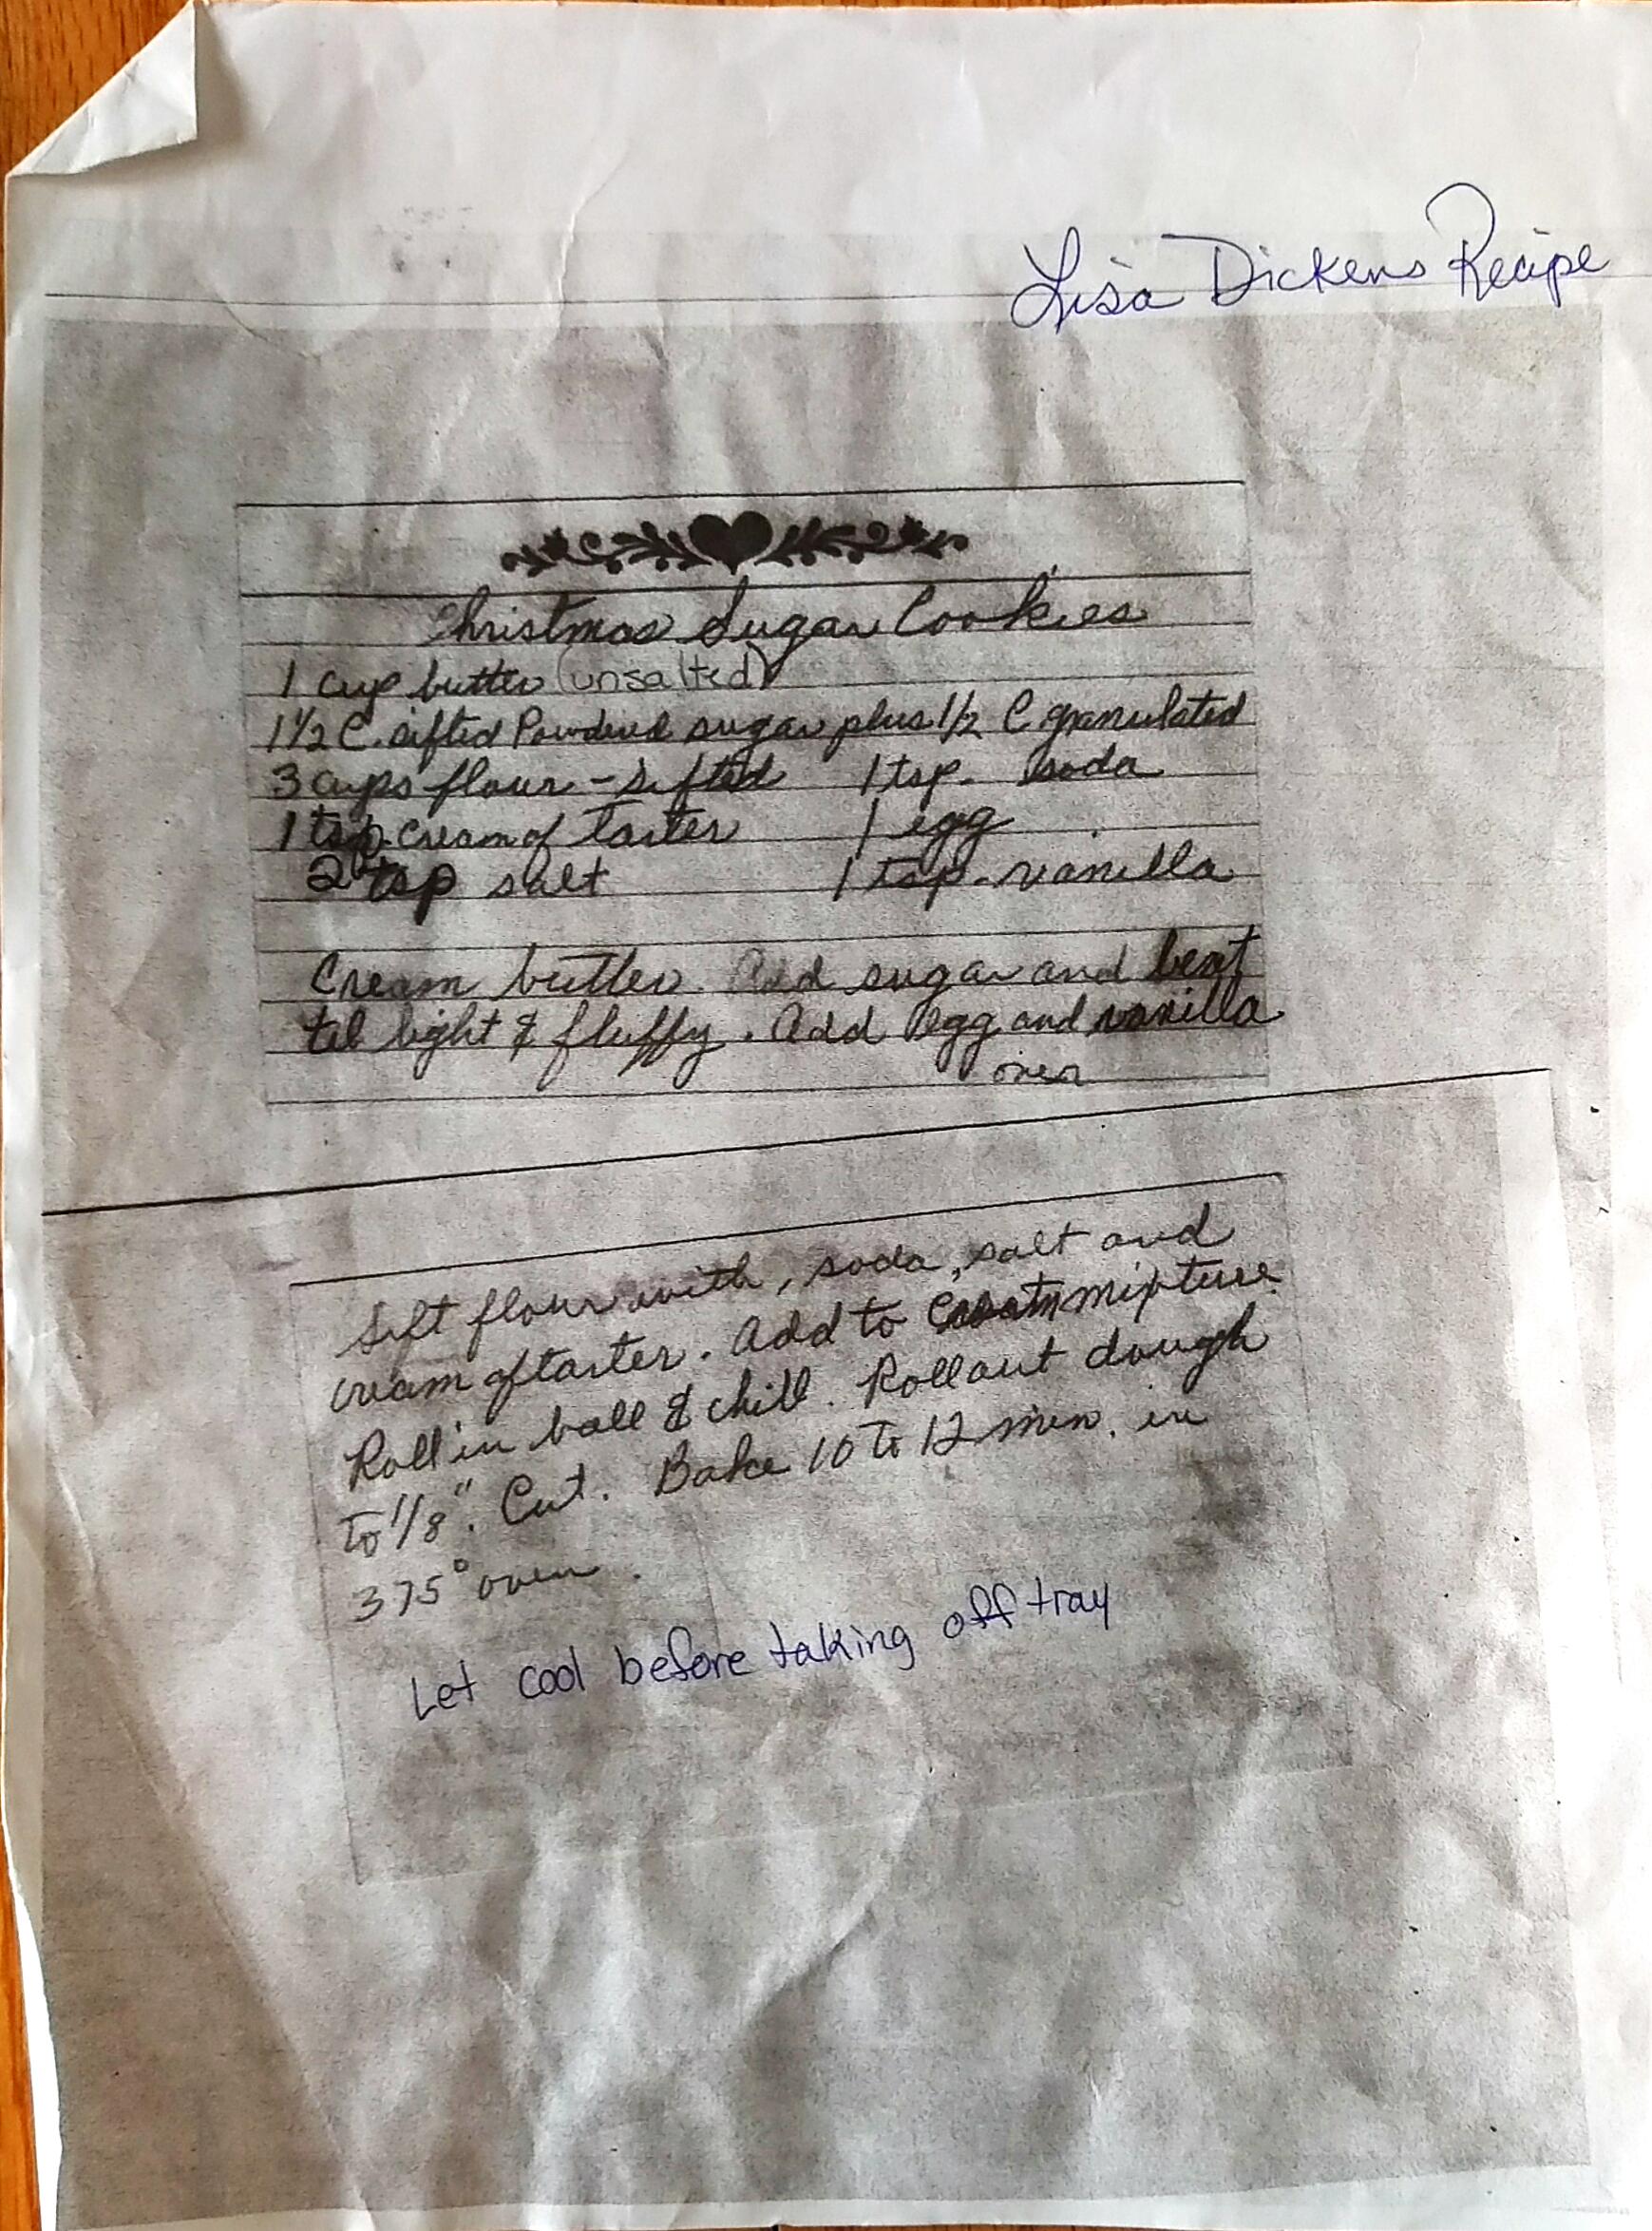 Lisa Dickens Recipe
Christmas Sugar Cookies
1 cup butter (unsalted)
1 1/2 C. sifted Powdered sugar plus 1/2 C granulated
3 cups flour - sifted 1 tsp. soda
1 tsp. cream of tarter 1 egg
2 tsp salt 1 tsp. vanilla
Cream butter. Add sugar and beat
til light & fluffy. Add egg and vanilla
over
Sift flour with, soda, salt and
cream of tarter. Add to mixture.
Roll in ball & chill. Roll out dough
to 1/8". Cut. Bake 10 to 12 min. in
375° oven.
Let cool before taking off tray